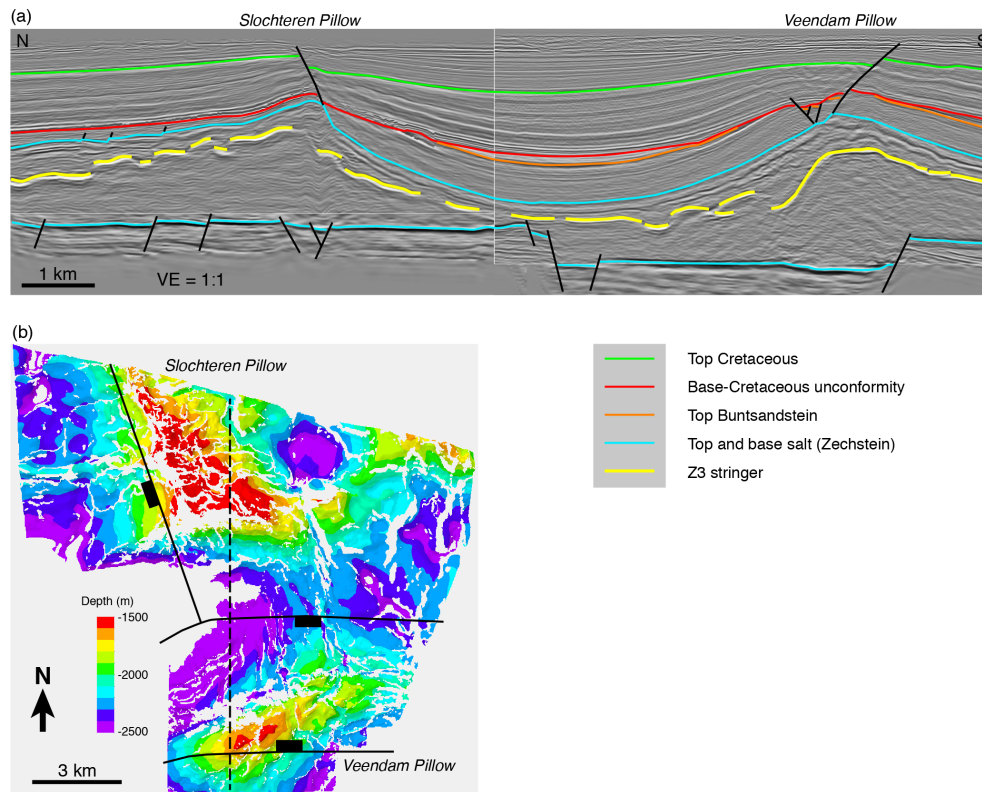 (a)
Slochteren Pillow
Veendam Pillow
N
S
1 km
VE = 1:1
(b)
Slochteren Pillow
Depth (m)
-1500
-2000
-2500
N
3 km
Veendam Pillow
Top Cretaceous
Base-Cretaceous unconformity
Top Buntsandstein
Top and base salt (Zechstein)
Z3 stringer